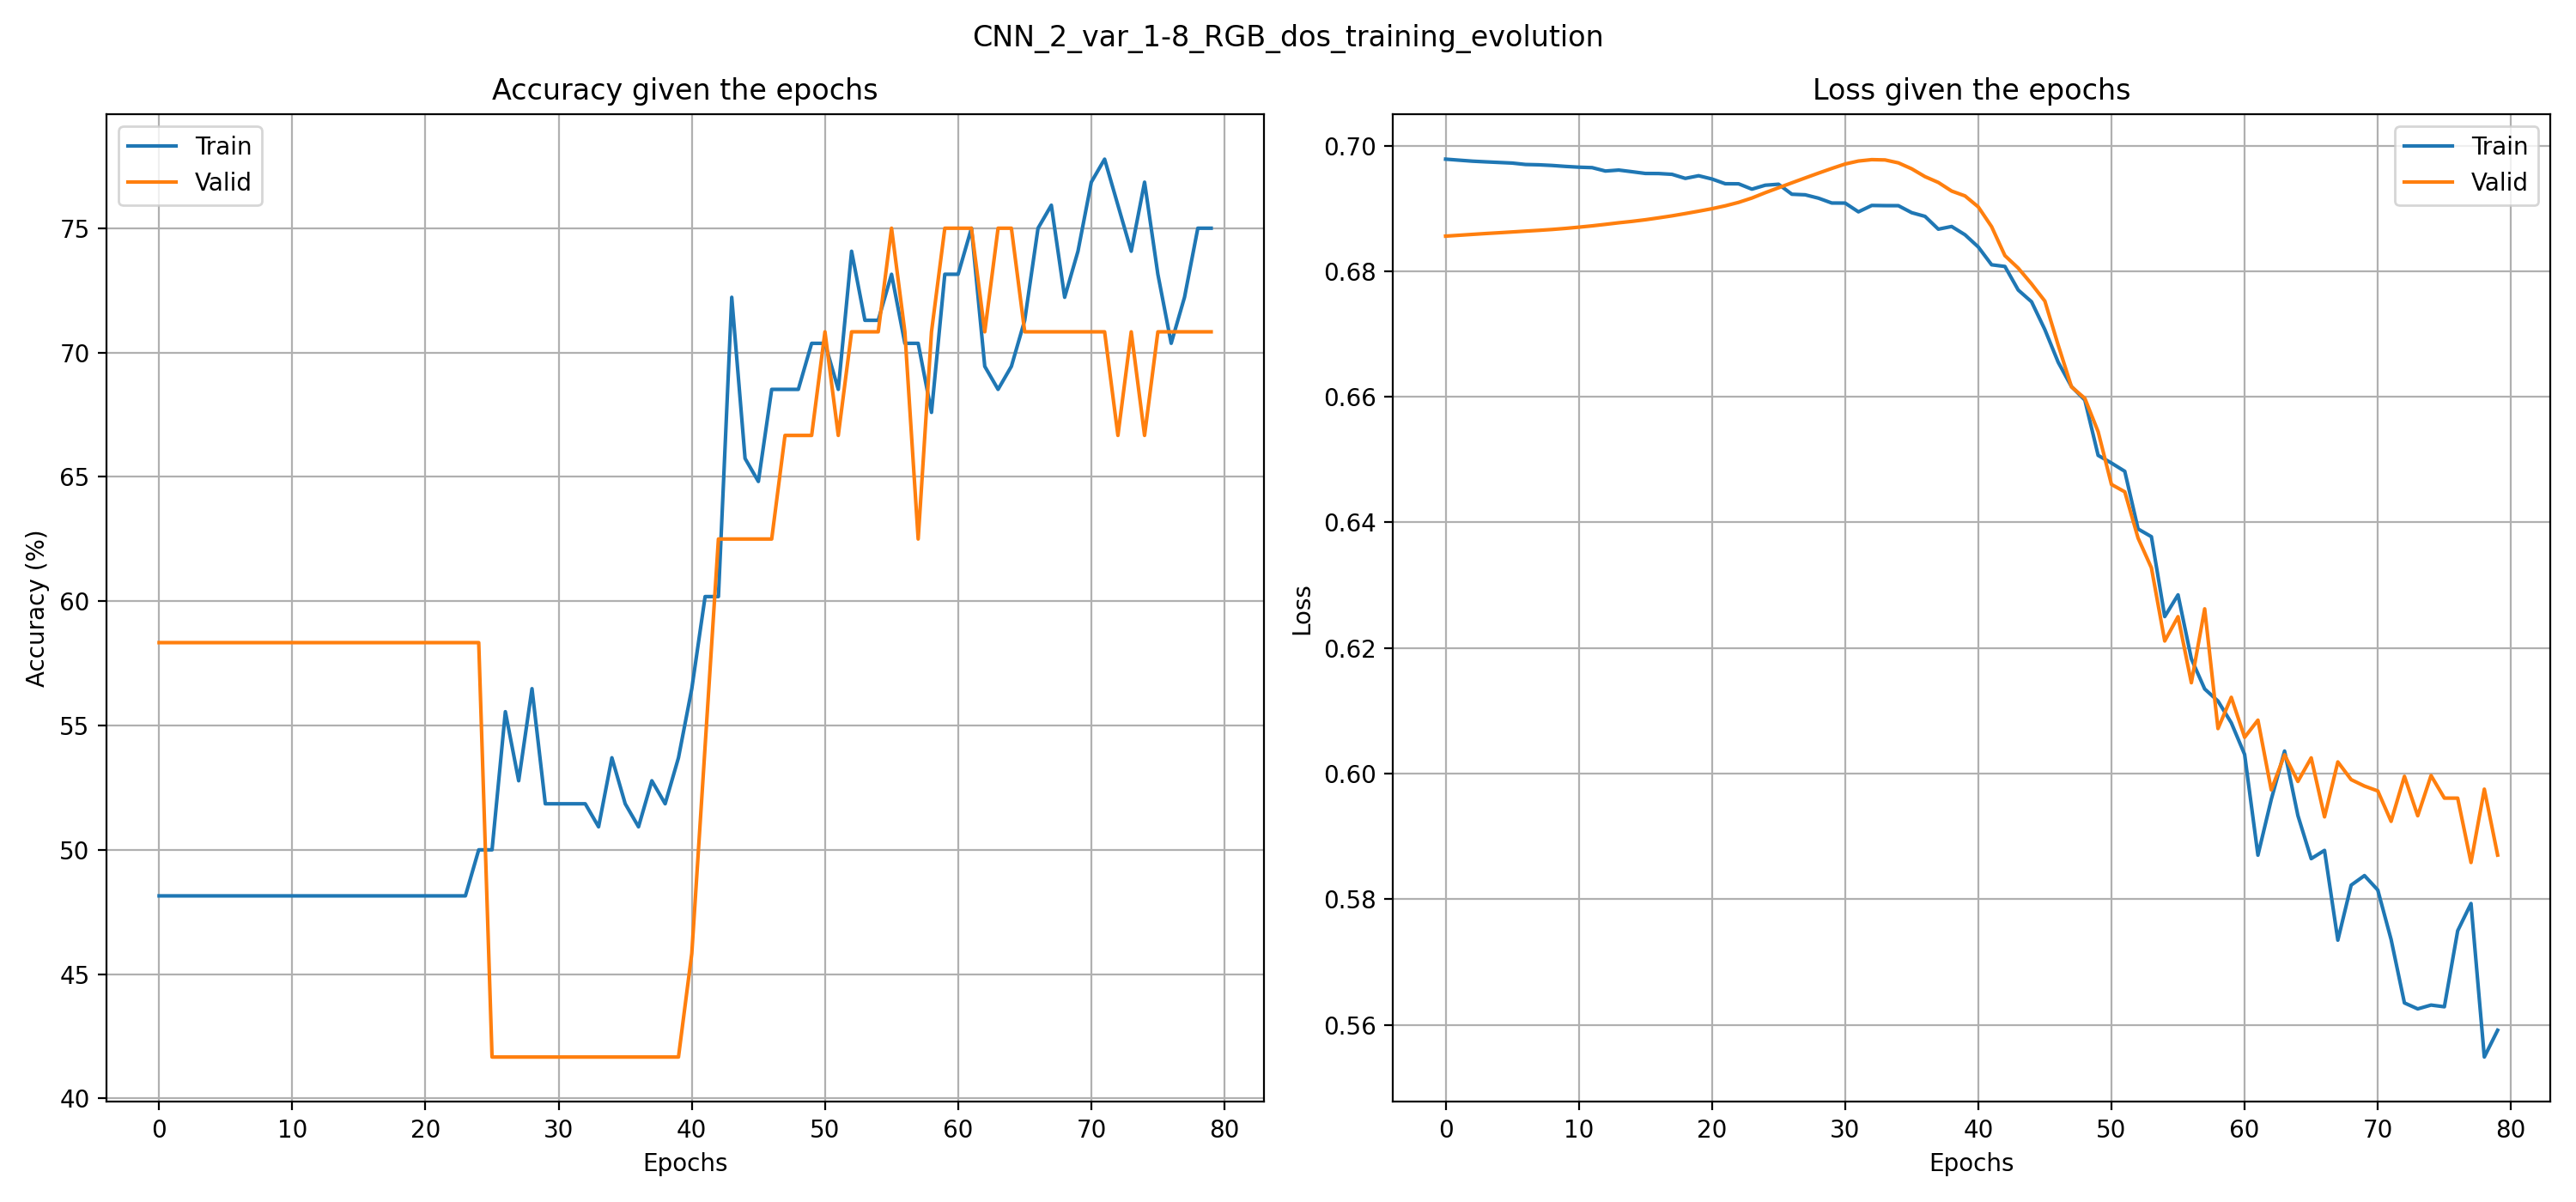 CNN_2_var_1-8_RGB_dos_training_evolution
Accuracy given the epochs
Train
Valid
75
70
65
60
55
50
45
40
Accuracy (%)
0 10 20 30 40 50 60 70 80
Epochs
Loss given the epochs
Train
Valid
0.70
0.68
0.66
0.64
0.62
0.60
0.58
0.56
Loss
0 10 20 30 40 50 60 70 80
Epochs